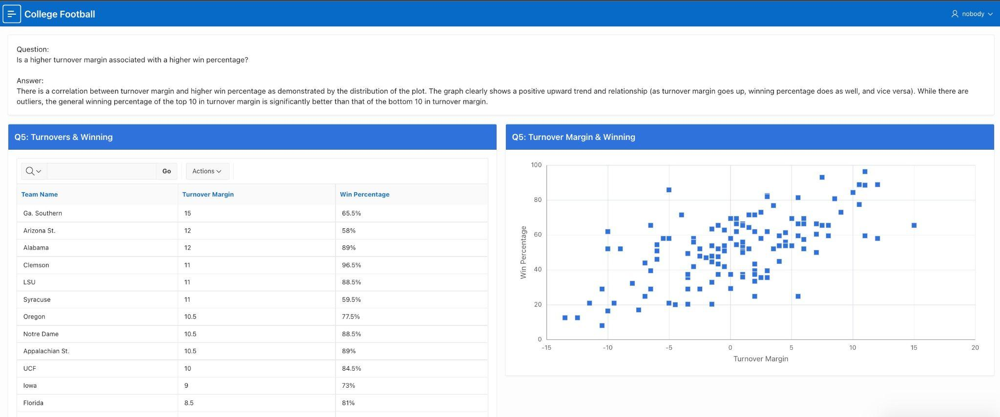 College Football
nobody
Question:
Is a higher turnover margin associated with a higher win percentage?
Answer:
There is a correlation between turnover margin and higher win percentage as demonstrated by the distribution of the plot. The graph clearly shows a positive upward trend and relationship (as turnover margin goes up, winning percentage does as well, and vice versa). While there are
outliers, the general winning percentage of the top 10 in turnover margin is significantly better than that of the bottom 10 in turnover margin.
Q5: Turnovers & Winning
Go
Actions
Team Name Turnover Margin Win Percentage
Ga. Southern 15 65.5%
Arizona St. 12 58%
Alabama 12 89%
Clemson 11 96.5%
LSU 11 88.5%
Syracuse 11 59.5%
Oregon 10.5 77.5%
Notre Dame 10.5 88.5%
Appalachian St. 10.5 89%
UCF 10 84.5%
Iowa 9 73%
Florida 8.5 81%
Q5: Turnover Margin & Winning
100
80
60
40
20
0
Win Percentage
-15 -10 -5 0 5 10 15 20
Turnover Margin